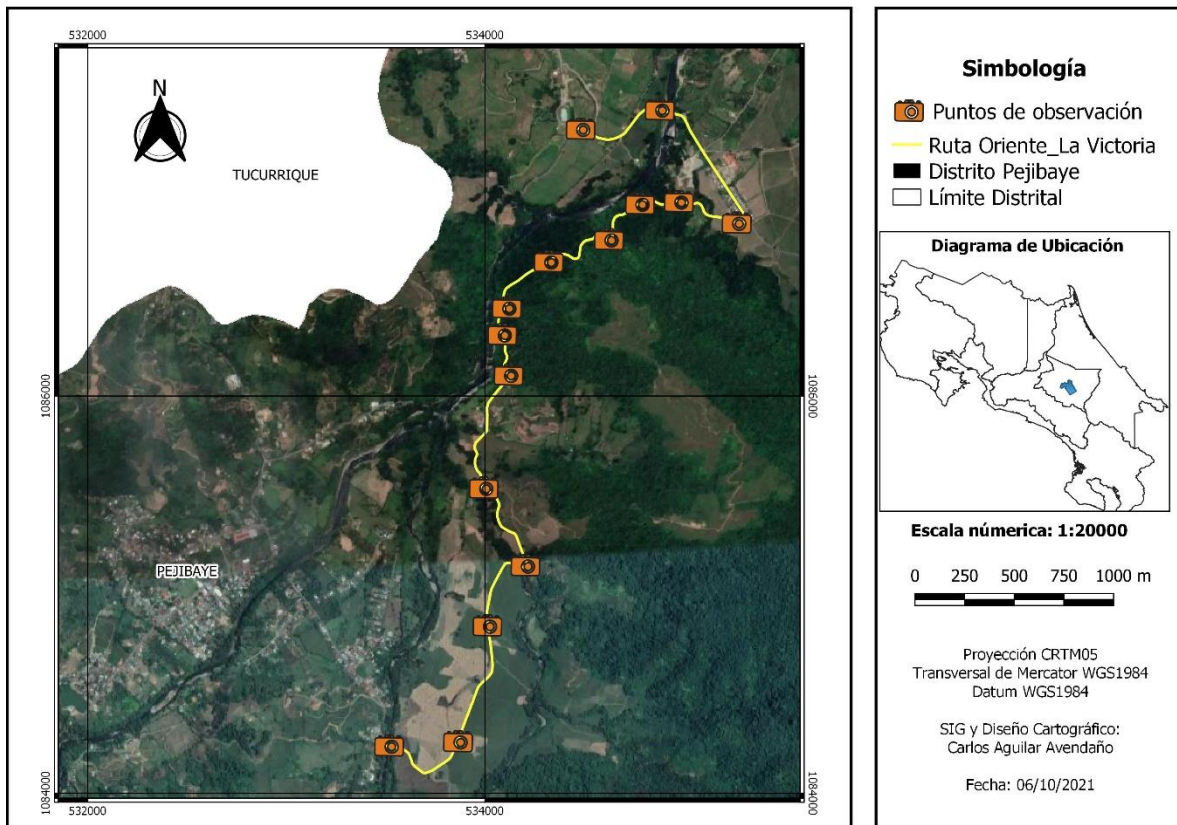 532000
534000
N
TUCURRIQUE
1086000
1086000
PEJIBAYE
1084000
1084000
532000
534000
Simbología
Puntos de observación
Ruta Oriente_La Victoria
Distrito Pejibaye
Límite Distrital
Diagrama de Ubicación
Escala númerica: 1:20000
0 250 500 750 1000 m
Proyección CRTM05
Transversal de Mercator WGS1984
Datum WGS1984
SIG y Diseño Cartográfico:
Carlos Aguilar Avendaño
Fecha: 06/10/2021